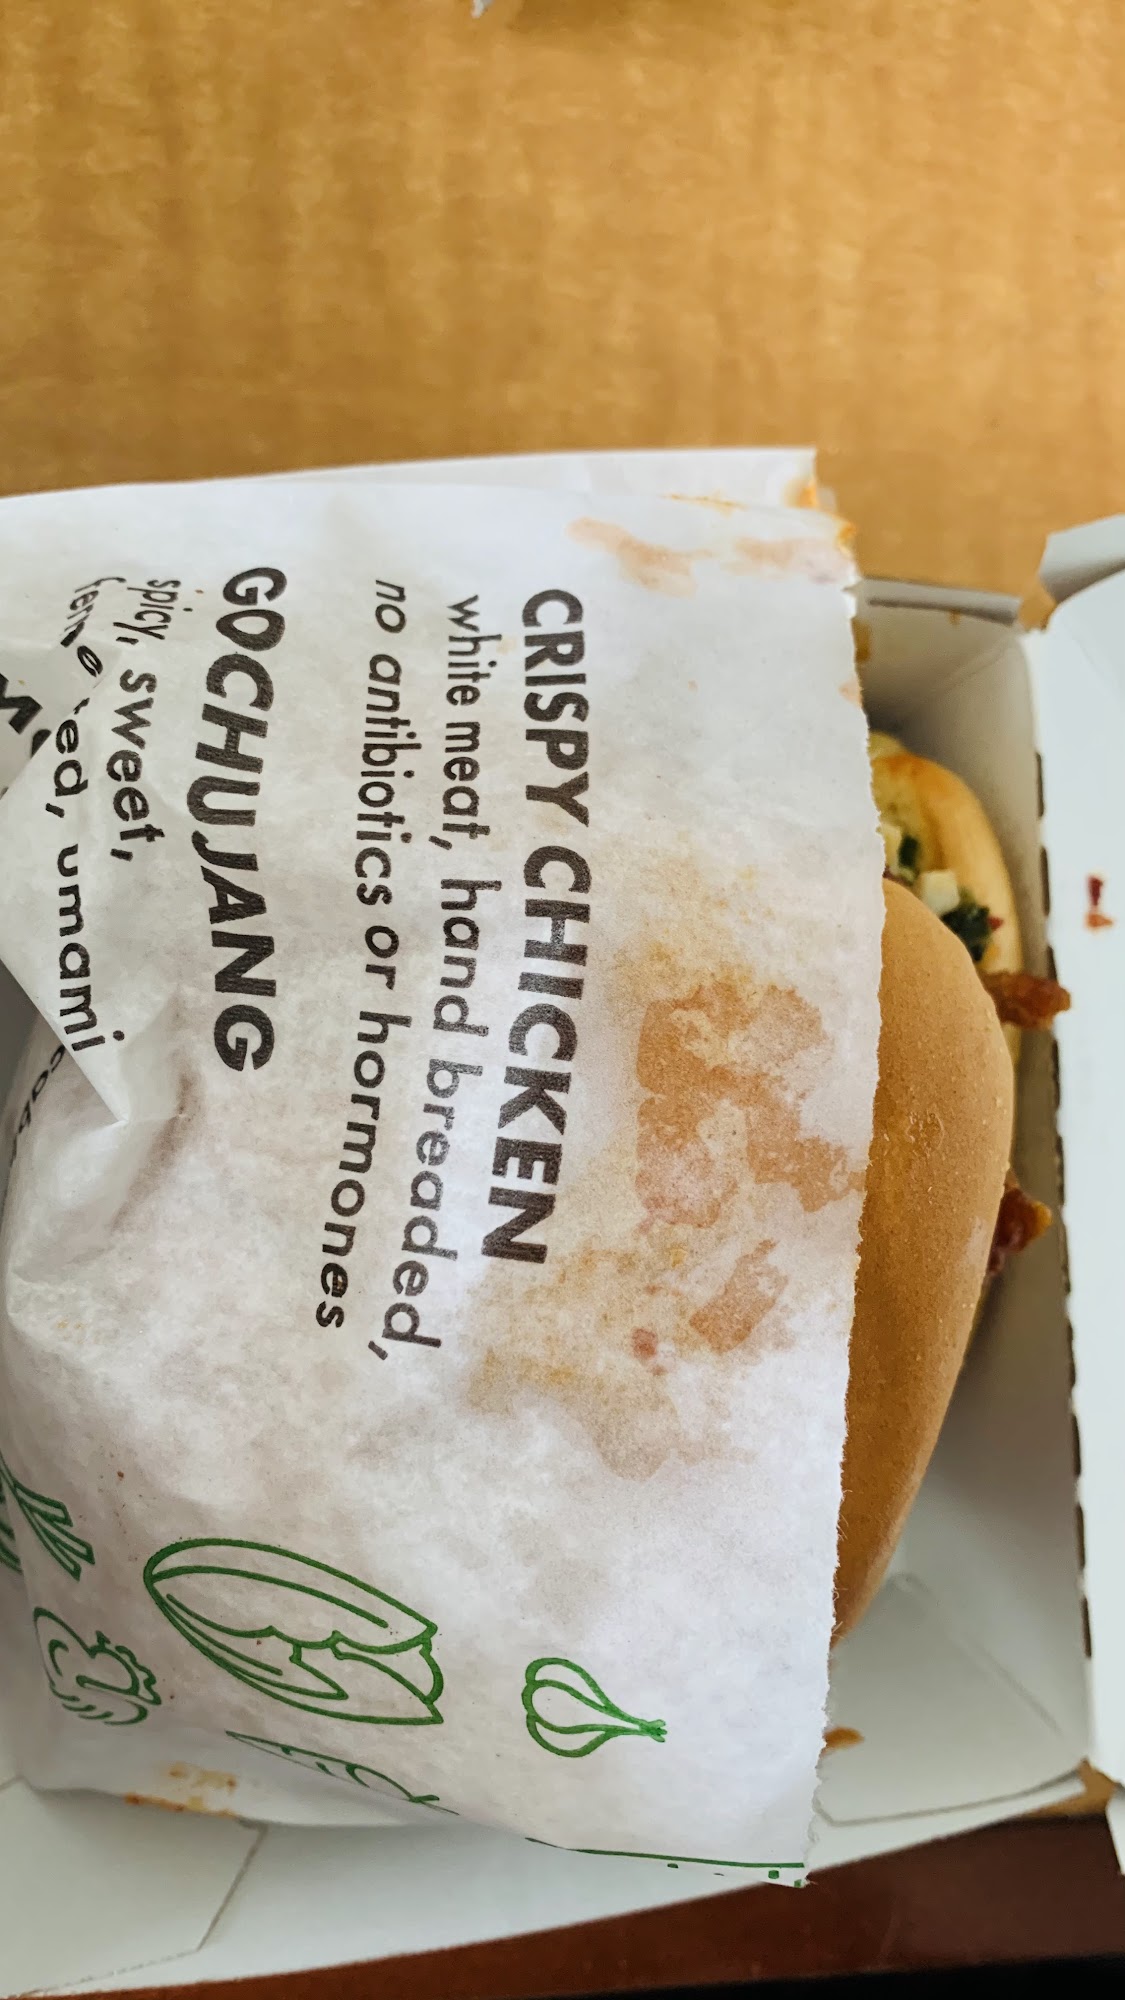 CRISPY CHICKEN
white meat, hand breaded,
no antibiotics or hormones
GOCHUJANG
spicy, sweet,
umami